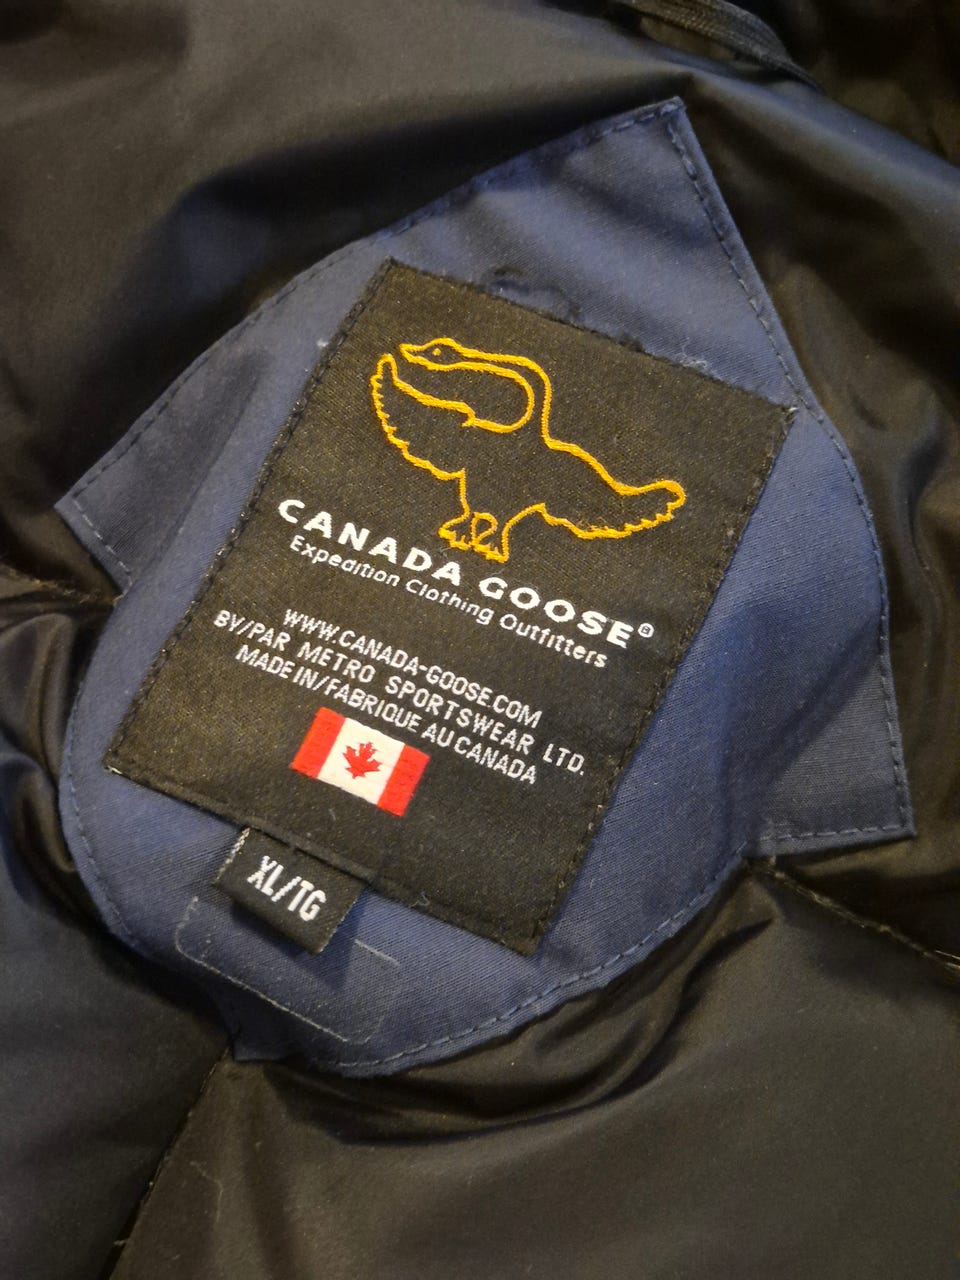 CANADA GOOSE®
Expedition Clothing Outfitters
WWW.CANADA-GOOSE.COM
BY/PAR METRO SPORTSWEAR LTD.
MADE IN/FABRIQUE AU CANADA
XL/TG